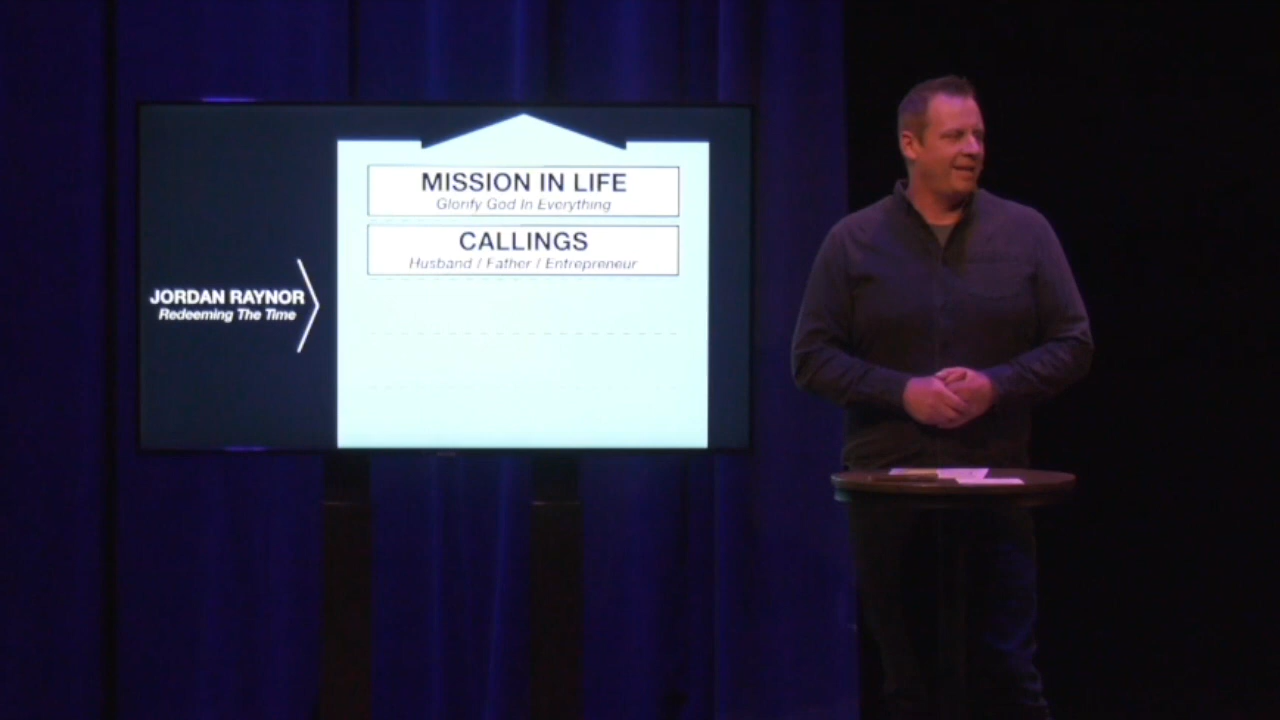 MISSION IN LIFE
Glorify God In Everything
CALLINGS
Husband / Father / Entrepreneur
JORDAN RAYNOR
Redeeming The Time